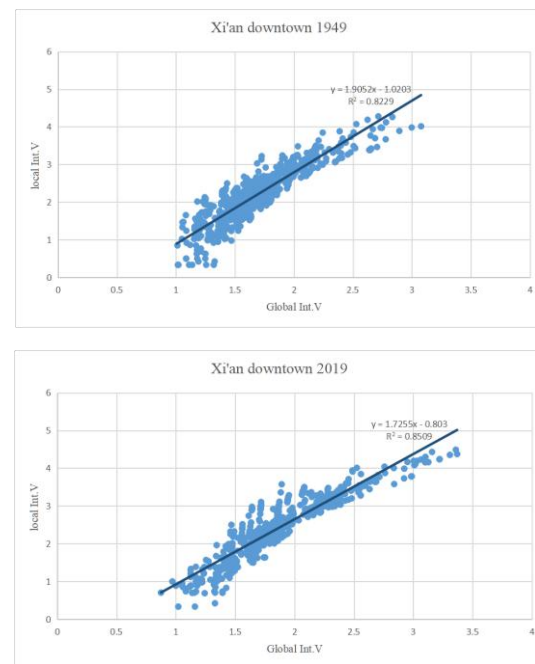 Xi'an downtown 1949
6
y = 1.9052x - 1.0203
R² = 0.8229
5
4
3
2
1
0
local Int.V
0 0.5 1 1.5 2 2.5 3 3.5 4
Global Int.V
Xi'an downtown 2019
6
y = 1.7255x - 0.803
R² = 0.8509
5
4
3
2
1
0
local Int.V
0 0.5 1 1.5 2 2.5 3 3.5 4
Global Int.V